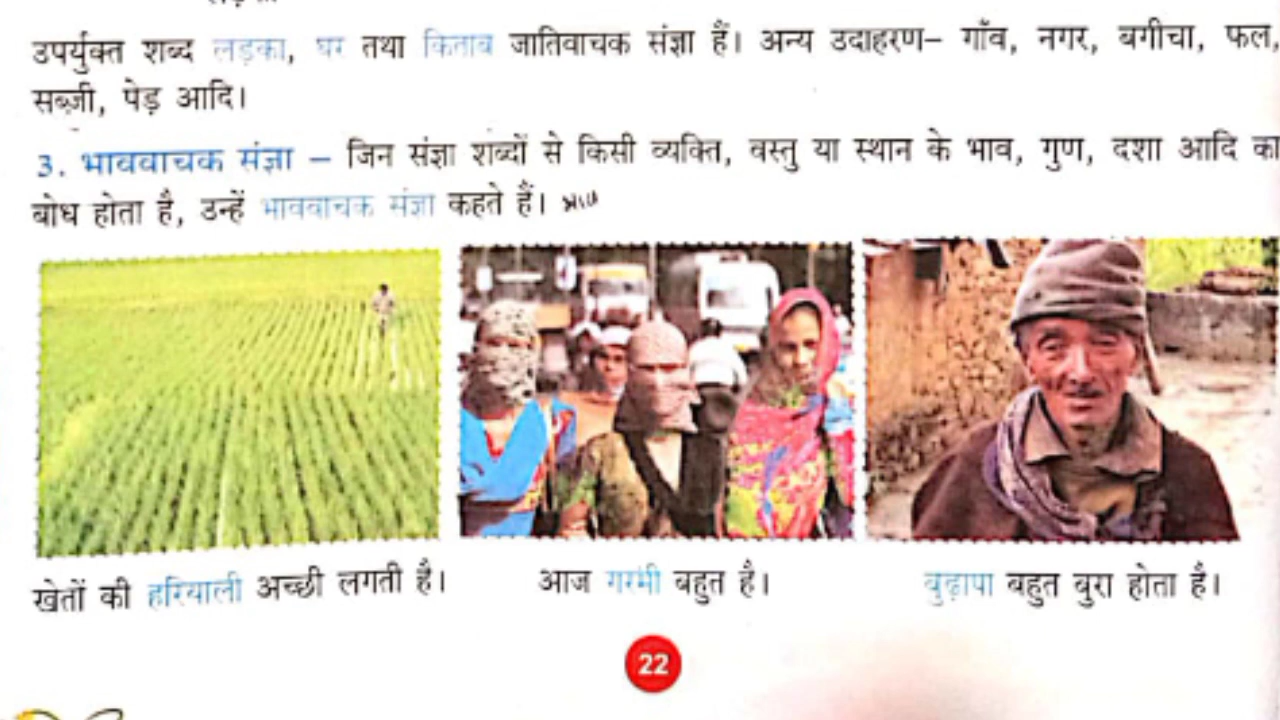 उपर्युक्त शब्द लड़का, घर तथा किताब जातिवाचक संज्ञा हैं। अन्य उदाहरण– गाँव, नगर, बगीचा, फल,
सब्ज़ी, पेड़ आदि।
3. भाववाचक संज्ञा – जिन संज्ञा शब्दों से किसी व्यक्ति, वस्तु या स्थान के भाव, गुण, दशा आदि का
बोध होता है, उन्हें भाववाचक संज्ञा कहते हैं।
खेतों की हरियाली अच्छी लगती है।
आज गरमी बहुत है।
बुढ़ापा बहुत बुरा होता है।
22